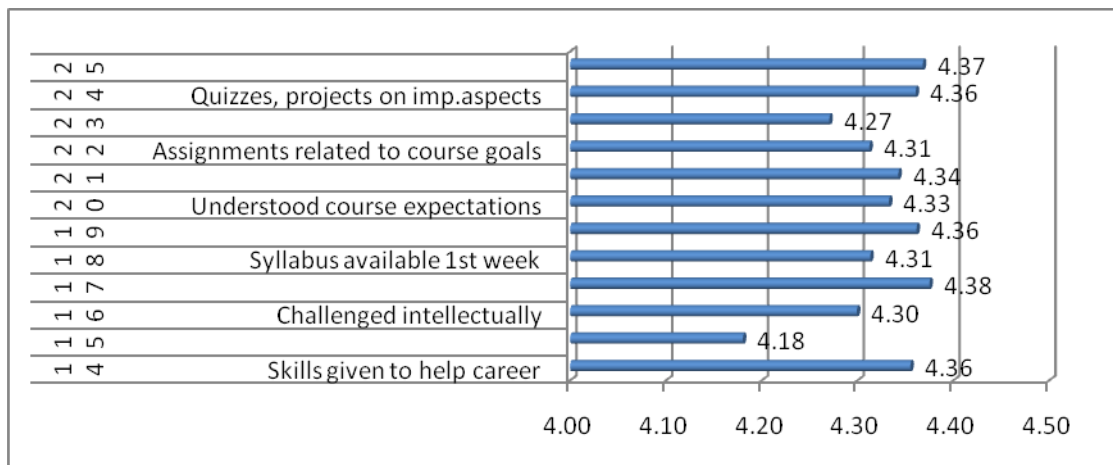 25 4.37
24 Quizzes, projects on imp.aspects 4.36
23 4.27
22 Assignments related to course goals 4.31
21 4.34
20 Understood course expectations 4.33
19 4.36
18 Syllabus available 1st week 4.31
17 4.38
16 Challenged intellectually 4.30
15 4.18
14 Skills given to help career 4.36
4.00 4.10 4.20 4.30 4.40 4.50